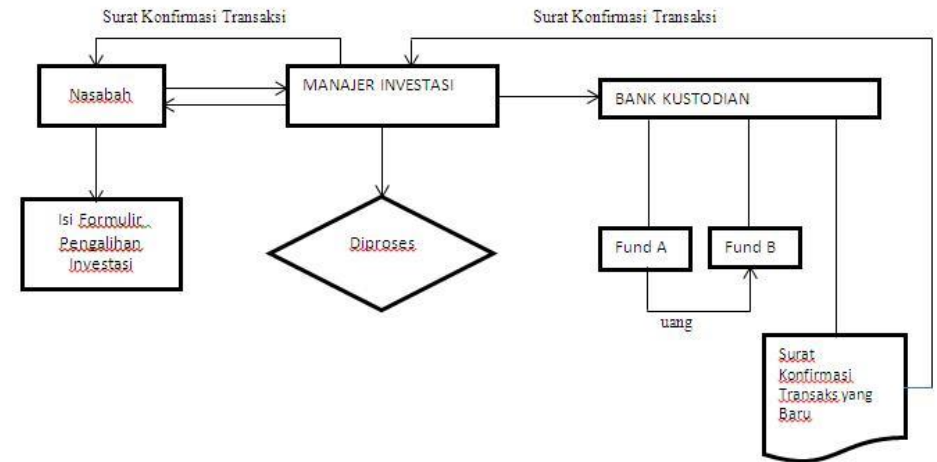 Surat Konfirmasi Transaksi
Surat Konfirmasi Transaksi
Nasabah
MANAJER INVESTASI
BANK KUSTODIAN
Isi Formulir
Pengalihan
Investasi
Diproses
Fund A
Fund B
uang
Surat
Konfirmasi
Transaks yang
Baru